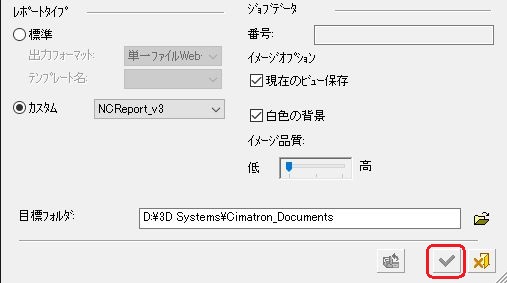 レポートタイプ
標準
出力フォーマット: 単一ファイルWeb
テンプレート名:
カスタム NCReport_v3
ジョブデータ
番号:
イメージオプション
現在のビュー保存
白色の背景
イメージ品質:
低 高
目標フォルダ: D:¥3D Systems¥Cimatron_Documents